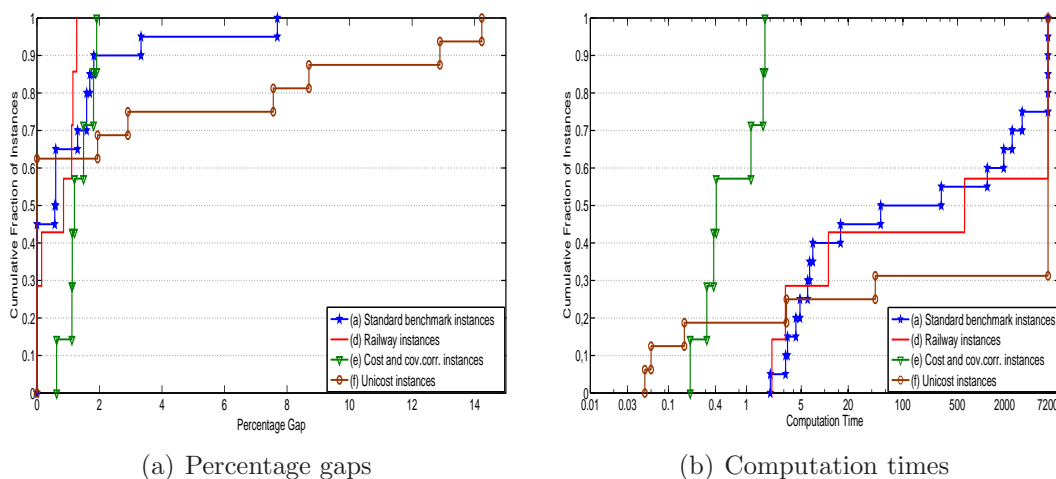 1
0.9
0.8
0.7
0.6
0.5
0.4
0.3
0.2
0.1
0
Cumulative Fraction of Instances
(a) Standard benchmark instances
(d) Railway instances
(e) Cost and cov.corr. instances
(f) Unicost instances
0 2 4 6 8 10 12 14
Percentage Gap
(a) Percentage gaps
1
0.9
0.8
0.7
0.6
0.5
0.4
0.3
0.2
0.1
0
Cumulative Fraction of Instances
(a) Standard benchmark instances
(d) Railway instances
(e) Cost and cov.corr. instances
(f) Unicost instances
0.01 0.03 0.1 0.4 1 5 20 100 500 2000 7200
Computation Time
(b) Computation times